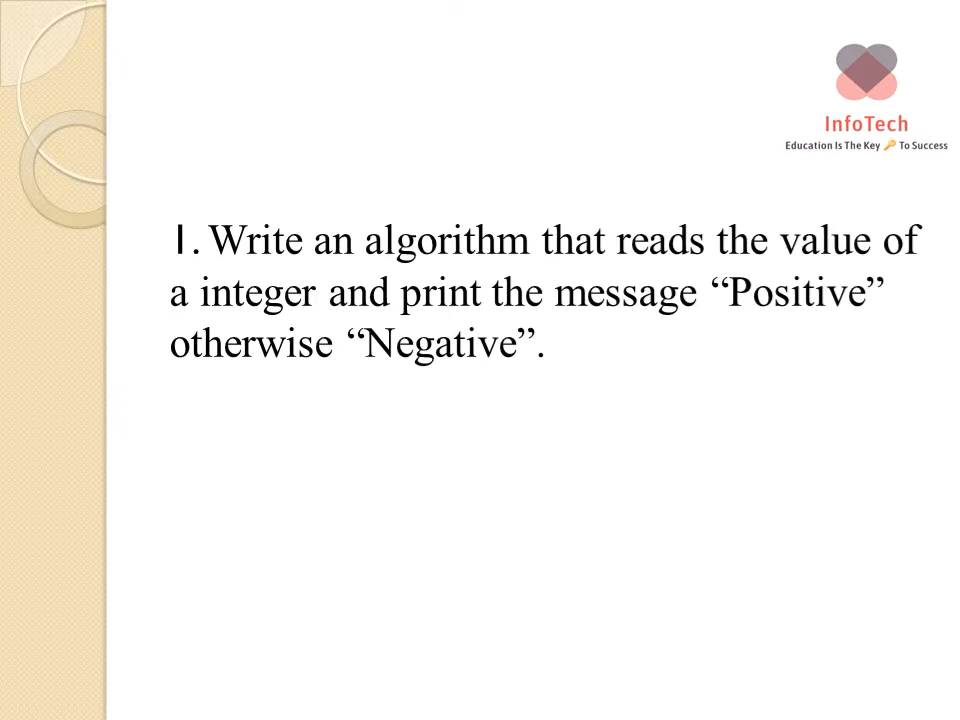 InfoTech
Education Is The Key 🔑 To Success
1. Write an algorithm that reads the value of
a integer and print the message “Positive”
otherwise “Negative”.